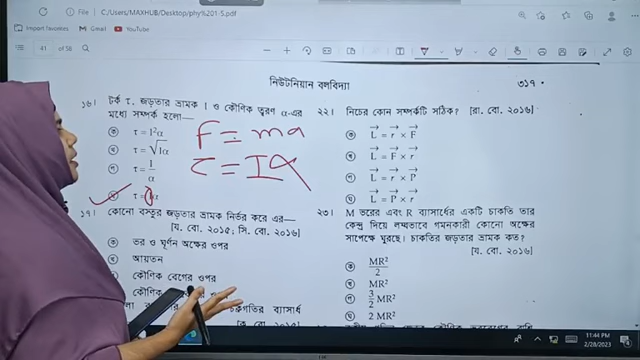 C:/Users/MAXHUB/Desktop/phy%201-5.pdf
Import favorites Gmail YouTube
41 of 58
নিউটনিয়ান বলবিদ্যা
৩১৭
১৬। টর্ক τ, জড়তার ভ্রামক I ও কৌণিক ত্বরণ α-এর
মধ্যে সম্পর্ক হলো—
ক τ = I²α
খ τ = √Iα
গ τ = I/α
ঘ τ = Iα
F = ma
τ = Iα
১৭। কোনো বস্তুর জড়তার ভ্রামক নির্ভর করে এর—
[য. বো. ২০১৫; সি. বো. ২০১৬]
ক ভর ও ঘূর্ণন অক্ষের ওপর
খ আয়তন
কৌণিক বেগের ওপর
কৌণিক
চক্রগতির ব্যাসার্ধ
২২। নিচের কোন সম্পর্কটি সঠিক? [রা. বো. ২০১৬]
ক L = r × F
খ L = F × r
গ L = r × P
ঘ L = P × r
২৩। M ভরের এবং R ব্যাসার্ধের একটি চাকতি তার
কেন্দ্র দিয়ে লম্বভাবে গমনকারী কোনো অক্ষের
সাপেক্ষে ঘুরছে। চাকতির জড়তার ভ্রামক কত?
[য. বো. ২০১৬]
ক MR²/2
খ MR²
গ 3/2 MR²
ঘ 2 MR²
11:44 PM
2/28/2023